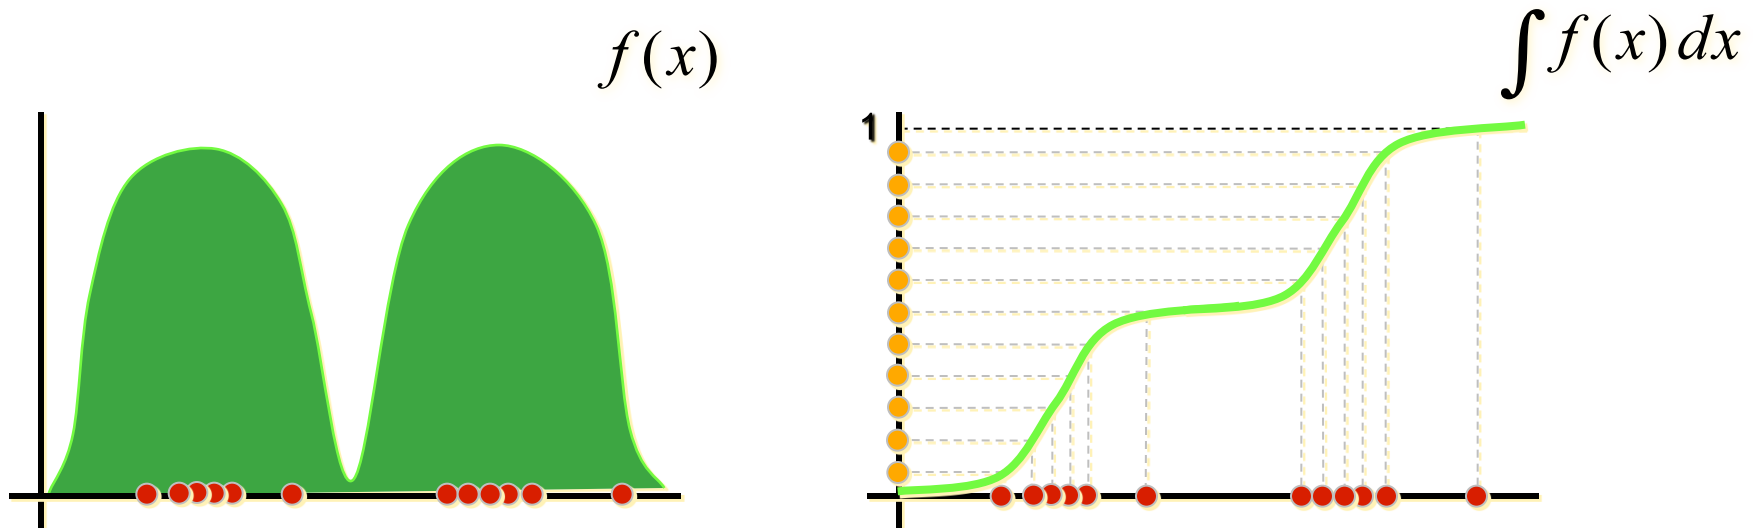 f(x)
∫ f(x) dx
1